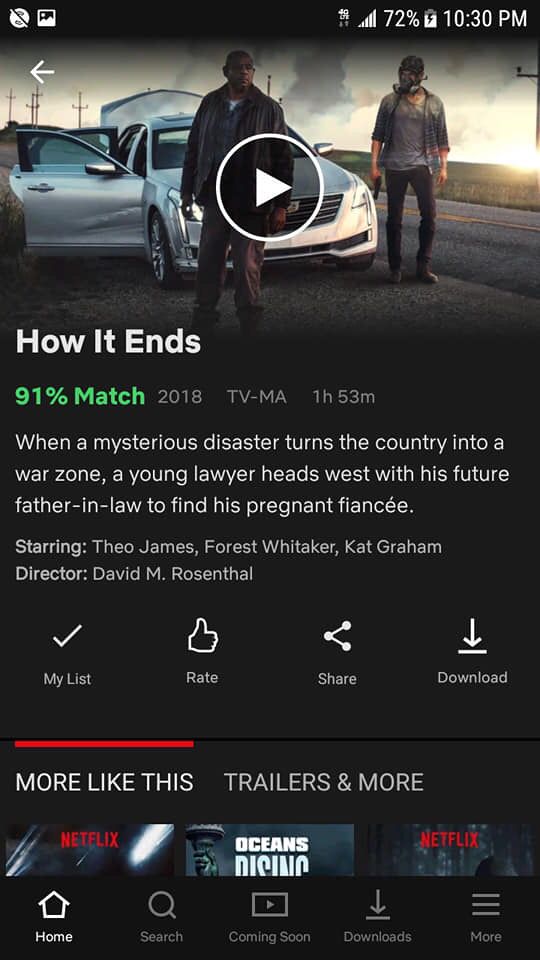 72% 10:30 PM
How It Ends
91% Match 2018 TV-MA 1h 53m
When a mysterious disaster turns the country into a
war zone, a young lawyer heads west with his future
father-in-law to find his pregnant fiancée.
Starring: Theo James, Forest Whitaker, Kat Graham
Director: David M. Rosenthal
My List Rate Share Download
MORE LIKE THIS TRAILERS & MORE
NETFLIX OCEANS NETFLIX
RISING
Home Search Coming Soon Downloads More